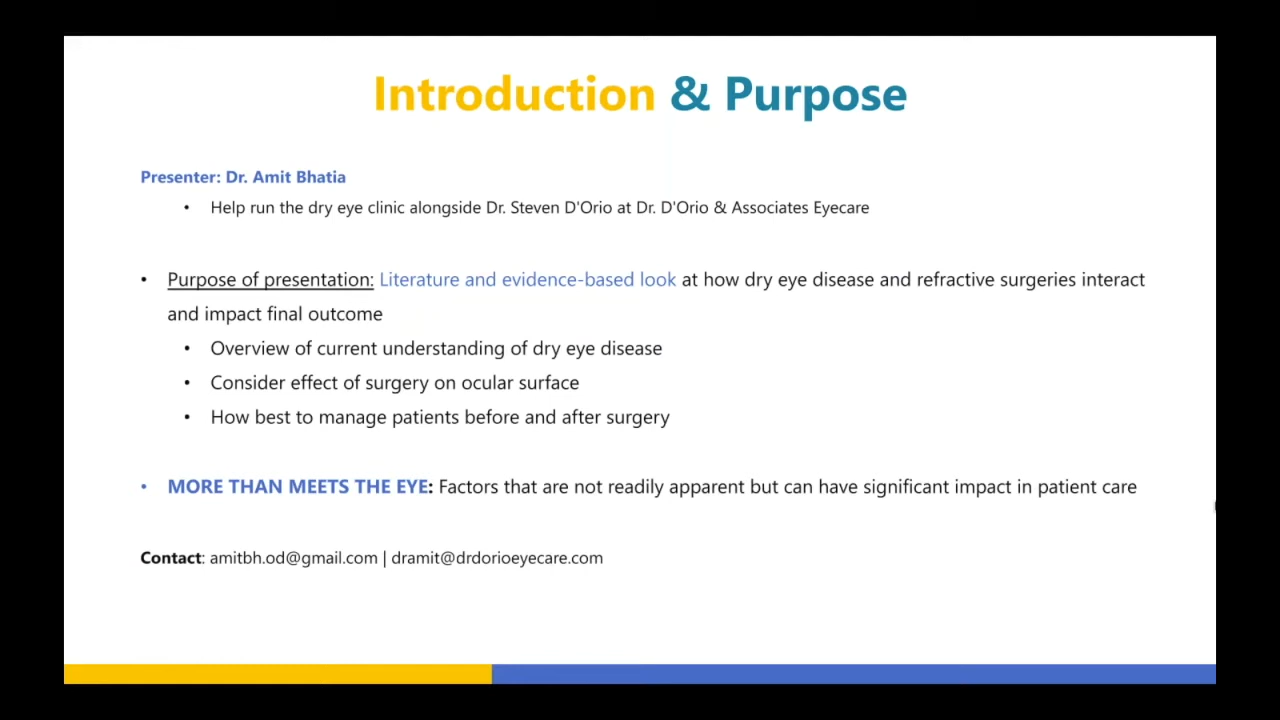 Introduction & Purpose
Presenter: Dr. Amit Bhatia
• Help run the dry eye clinic alongside Dr. Steven D'Orio at Dr. D'Orio & Associates Eyecare
• Purpose of presentation: Literature and evidence-based look at how dry eye disease and refractive surgeries interact
and impact final outcome
• Overview of current understanding of dry eye disease
• Consider effect of surgery on ocular surface
• How best to manage patients before and after surgery
• MORE THAN MEETS THE EYE: Factors that are not readily apparent but can have significant impact in patient care
Contact: amitbh.od@gmail.com | dramit@drdorioeyecare.com